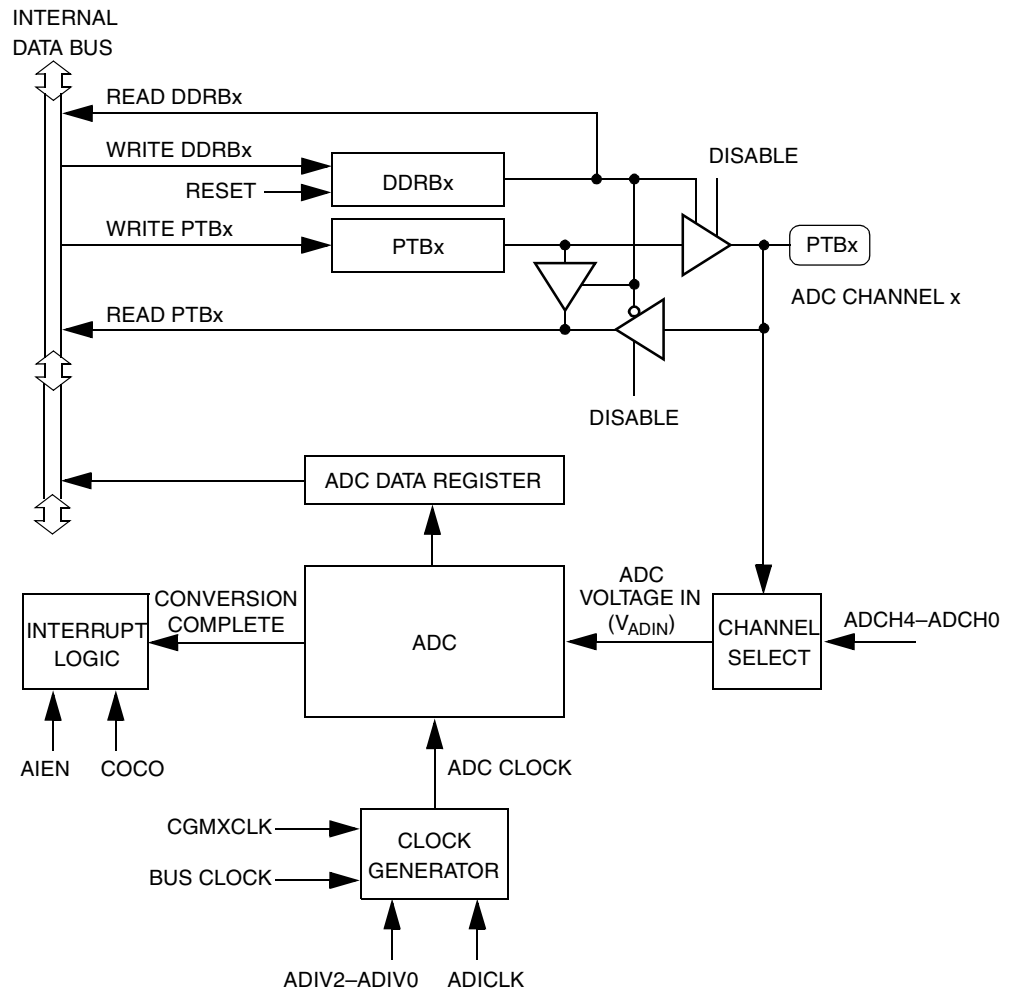 INTERNAL
DATA BUS
READ DDRBx
WRITE DDRBx
DISABLE
DDRBx
RESET
WRITE PTBx
PTBx
PTBx
ADC CHANNEL x
READ PTBx
DISABLE
ADC DATA REGISTER
ADC
VOLTAGE IN
(VADIN)
CONVERSION
COMPLETE
INTERRUPT
LOGIC
ADC
CHANNEL
SELECT
ADCH4–ADCH0
AIEN
COCO
ADC CLOCK
CGMXCLK
CLOCK
GENERATOR
BUS CLOCK
ADIV2–ADIV0
ADICLK